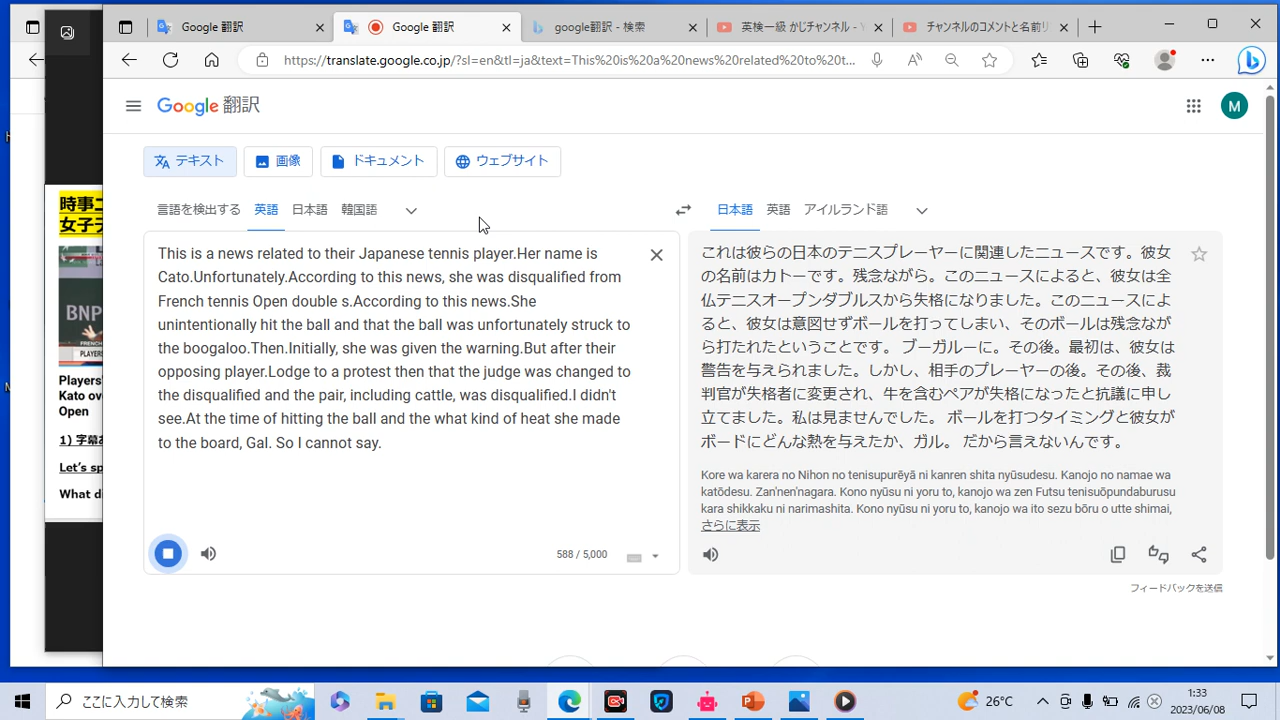 Google 翻訳
Google 翻訳
google翻訳 - 検索
英検一級 かじチャンネル - Y
チャンネルのコメントと名前リ
https://translate.google.co.jp/?sl=en&tl=ja&text=This%20is%20a%20news%20related%20to%20t...
Google 翻訳
M
テキスト
画像
ドキュメント
ウェブサイト
言語を検出する 英語 日本語 韓国語
日本語 英語 アイルランド語
This is a news related to their Japanese tennis player.Her name is
Cato.Unfortunately.According to this news, she was disqualified from
French tennis Open double s.According to this news.She
unintentionally hit the ball and that the ball was unfortunately struck to
the boogaloo.Then.Initially, she was given the warning.But after their
opposing player.Lodge to a protest then that the judge was changed to
the disqualified and the pair, including cattle, was disqualified.I didn't
see.At the time of hitting the ball and the what kind of heat she made
to the board, Gal. So I cannot say.
588 / 5,000
これは彼らの日本のテニスプレーヤーに関連したニュースです。彼女
の名前はカトーです。残念ながら。このニュースによると、彼女は全
仏テニスオープンダブルスから失格になりました。このニュースによ
ると、彼女は意図せずボールを打ってしまい、そのボールは残念なが
ら打たれたということです。 ブーガルーに。その後。最初は、彼女は
警告を与えられました。しかし、相手のプレーヤーの後。その後、裁
判官が失格者に変更され、牛を含むペアが失格になったと抗議に申し
立てました。私は見ませんでした。 ボールを打つタイミングと彼女が
ボードにどんな熱を与えたか、ガル。 だから言えないんです。
Kore wa karera no Nihon no tenisupurēyā ni kanren shita nyūsudesu. Kanojo no namae wa
katōdesu. Zan'nen'nagara. Kono nyūsu ni yoru to, kanojo wa zen Futsu tenisuōpundaburusu
kara shikkaku ni narimashita. Kono nyūsu ni yoru to, kanojo wa ito sezu bōru o utte shimai,
さらに表示
フィードバックを送信
時事
女子
BNP
FRENCH
PLAYERS
Players
Kato ov
Open
1) 字幕
Let's sp
What d
ここに入力して検索
26°C
1:33
2023/06/08